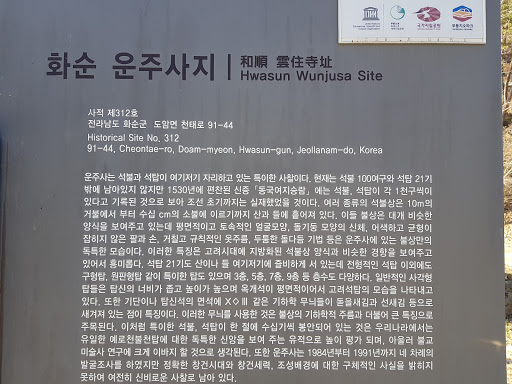 화순 운주사지
和順 雲住寺址
Hwasun Wunjusa Site
사적 제312호
전라남도 화순군 도암면 천태로 91-44
Historical Site No. 312
91-44, Cheontae-ro, Doam-myeon, Hwasun-gun, Jeollanam-do, Korea
운주사는 석불과 석탑이 여기저기 자리하고 있는 특이한 사찰이다. 현재는 석불 100여구와 석탑 21기
밖에 남아있지 않지만 1530년에 편찬된 신증 「동국여지승람」에는 석불, 석탑이 각 1천구씩이
있다고 기록된 것으로 보아 조선 초기까지는 실재했었을 것이다. 여러 종류의 석불상은 10m의
거불에서 부터 수십 cm의 소불에 이르기까지 산과 들에 흩어져 있다. 이들 불상은 대개 비슷한
양식을 보여주고 있는데 평면적이고 토속적인 얼굴모양, 돌기둥 모양의 신체, 어색하고 균형이
잡히지 않은 팔과 손, 거칠고 규칙적인 옷주름, 두툼한 돌다듬 기법 등은 운주사에 있는 불상만의
독특한 모습이다. 이러한 특징은 고려시대에 지방화된 석불상 양식과 비슷한 경향을 보여주고
있어서 흥미롭다. 석탑 21기도 산이나 들 여기저기에 즐비하게 서 있는데 전형적인 석탑 이외에도
구형탑, 원판형탑 같이 특이한 탑도 있으며 3층, 5층, 7층, 9층 등 층수도 다양하다. 일반적인 사각형
탑들은 탑신의 너비가 좁고 높이가 높으며 옥개석이 평면적이어서 고려석탑의 모습을 나타내고
있다. 또한 기단이나 탑신석의 면석에 X◇Ⅲ 같은 기하학 무늬들이 돋을새김과 선새김 등으로
새겨져 있는 점이 특징이다. 이러한 무늬를 사용한 것은 불상의 기하학적 주름과 더불어 큰 특징으로
주목된다. 이처럼 특이한 석불, 석탑이 한 절에 수십기씩 봉안되어 있는 것은 우리나라에서는
유일한 예로천불천탑에 대한 독특한 신앙을 보여 주는 유적으로 높이 평가 되며, 아울러 불교
미술사 연구에 크게 이바지 할 것으로 생각된다. 또한 운주사는 1984년부터 1991년까지 네 차례의
발굴조사를 하였지만 정확한 창건시대와 창건세력, 조성배경에 대한 구체적인 사실을 밝히지
못하여 여전히 신비로운 사찰로 남아 있다.